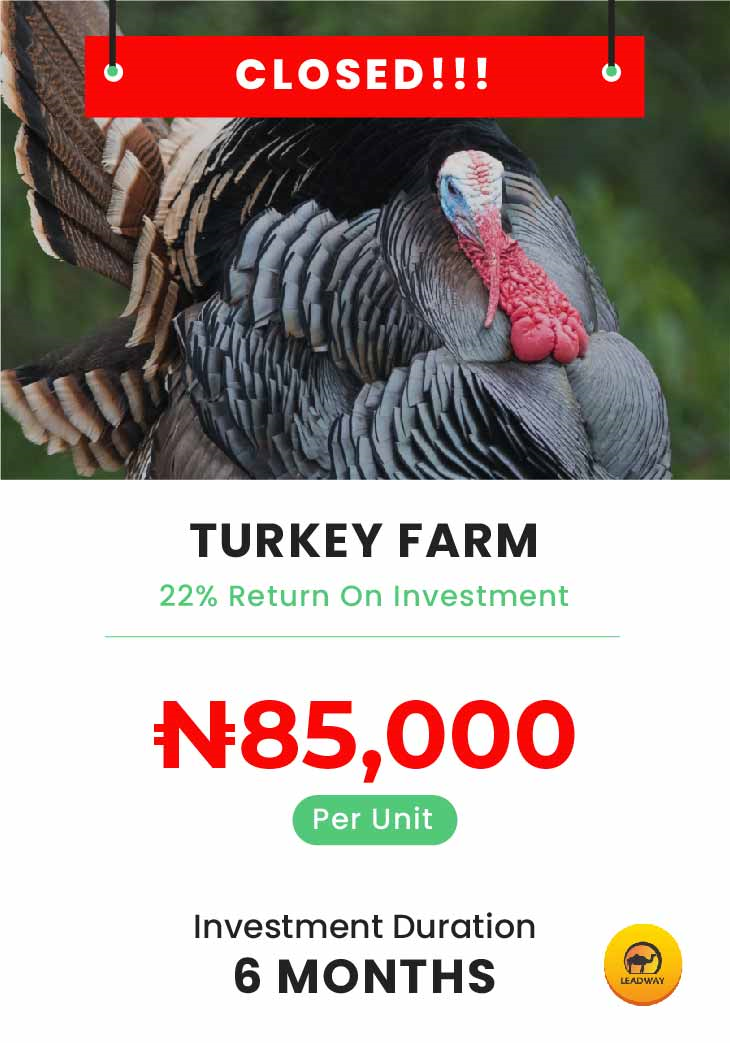 CLOSED!!!
TURKEY FARM
22% Return On Investment
₦85,000
Per Unit
Investment Duration
6 MONTHS
LEADWAY